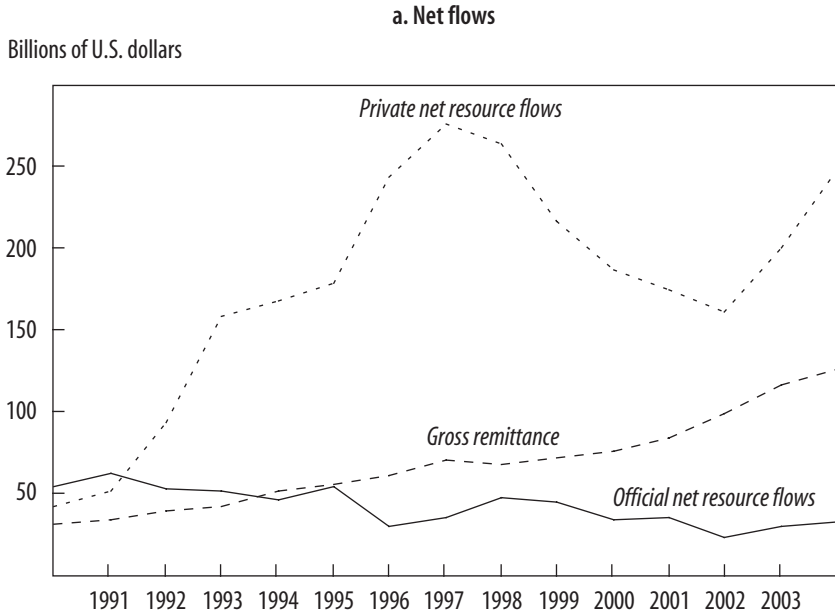 a. Net flows
Billions of U.S. dollars
Private net resource flows
250
200
150
100
Gross remittance
50
Official net resource flows
1991 1992 1993 1994 1995 1996 1997 1998 1999 2000 2001 2002 2003